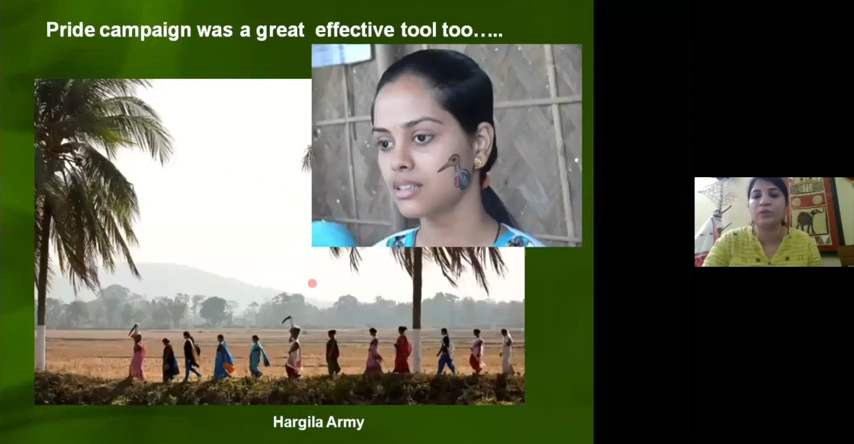 Pride campaign was a great effective tool too.....
Hargila Army